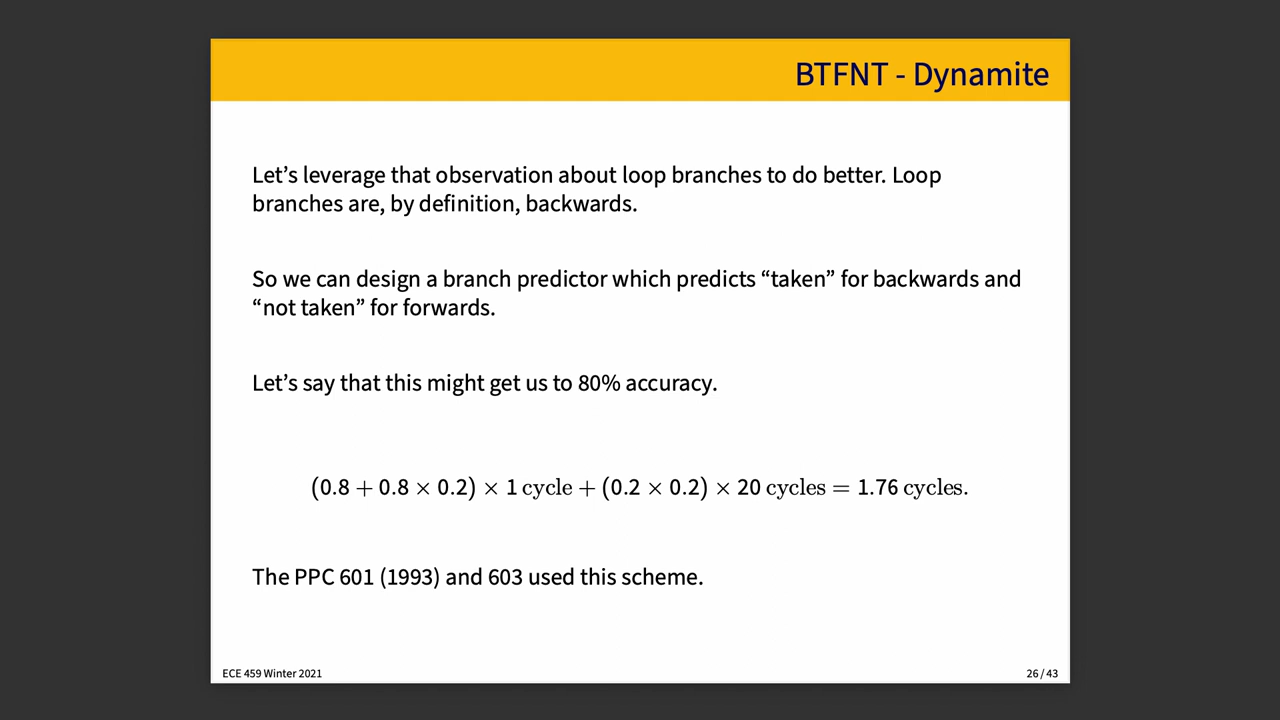 BTFNT - Dynamite
Let’s leverage that observation about loop branches to do better. Loop
branches are, by definition, backwards.
So we can design a branch predictor which predicts “taken” for backwards and
“not taken” for forwards.
Let’s say that this might get us to 80% accuracy.
(0.8 + 0.8 × 0.2) × 1 cycle + (0.2 × 0.2) × 20 cycles = 1.76 cycles.
The PPC 601 (1993) and 603 used this scheme.
ECE 459 Winter 2021
26 / 43